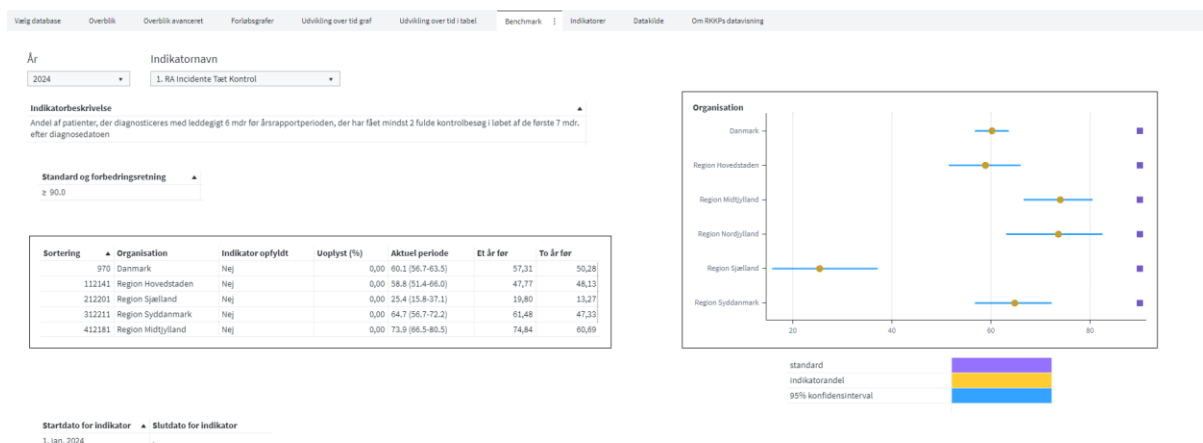 Vælg database Overblik Overblik avanceret Forløbsgrafer Udvikling over tid graf Udvikling over tid i tabel Benchmark Indikatorer Datakilde Om RKKPs datavisning
År Indikatornavn
2024 1. RA Incidente Tæt Kontrol
Indikatorbeskrivelse
Andel af patienter, der diagnosticeres med leddegigt 6 mdr før årsrapportperioden, der har fået mindst 2 fulde kontrolbesøg i løbet af de første 7 mdr.
efter diagnosedatoen
Standard og forbedringsretning
≥ 90.0
Sortering Organisation Indikator opfyldt Uoplyst (%) Aktuel periode Et år før To år før
970 Danmark Nej 0,00 60.1 (56.7-63.5) 57,31 50,28
112141 Region Hovedstaden Nej 0,00 58.8 (51.4-66.0) 47,77 48,13
212201 Region Sjælland Nej 0,00 25.4 (15.8-37.1) 19,80 13,27
312211 Region Syddanmark Nej 0,00 64.7 (56.7-72.2) 61,48 47,33
412181 Region Midtjylland Nej 0,00 73.9 (66.5-80.5) 74,84 60,69
Startdato for indikator Slutdato for indikator
1. jan. 2024 .
Organisation
Danmark
Region Hovedstaden
Region Midtjylland
Region Nordjylland
Region Sjælland
Region Syddanmark
20 40 60 80
standard
indikatorandel
95% konfidensinterval